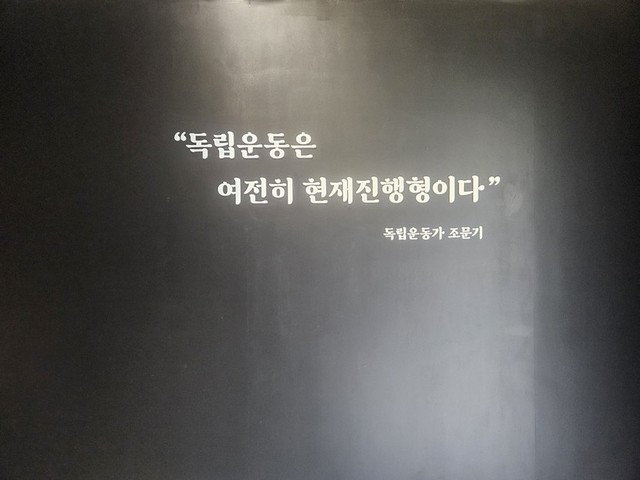 “독립운동은
여전히 현재진행형이다”
독립운동가 조문기